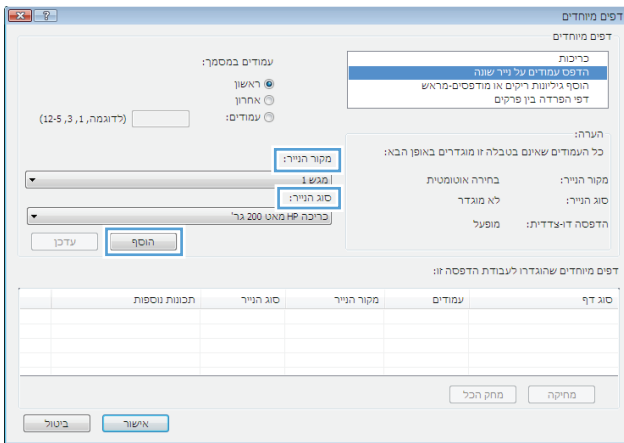 דפים מיוחדים
דפים מיוחדים
כריכות
הדפס עמודים על נייר שונה
הוסף גיליונות ריקים או מודפסים-מראש
דפי הפרדה בין פרקים
עמודים במסמך:
ראשון
אחרון
עמודים:
(לדוגמה, 1, 3, 12-5)
הערה:
כל העמודים שאינם בטבלה זו מוגדרים באופן הבא:
מקור הנייר: בחירה אוטומטית
סוג הנייר: לא מוגדר
הדפסה דו-צדדית: מופעל
מקור הנייר:
מגש 1
סוג הנייר:
כריכה HP מאט 200 גר'
הוסף
עדכן
דפים מיוחדים שהוגדרו לעבודת הדפסה זו:
סוג דף עמודים מקור הנייר סוג הנייר תכונות נוספות
מחיקה
מחק הכל
אישור
ביטול